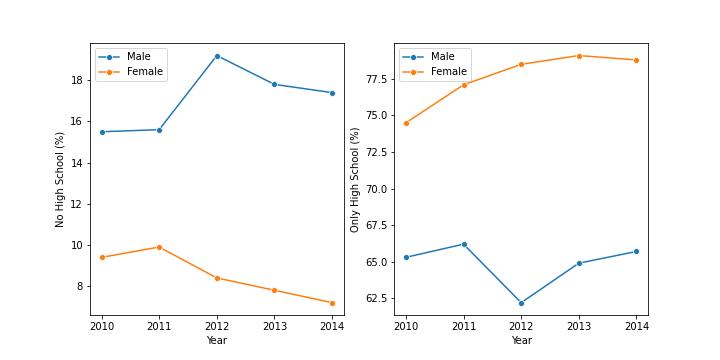 No High School (%)
18
16
14
12
10
8
Male
Female
2010 2011 2012 2013 2014
Year
Only High School (%)
77.5
75.0
72.5
70.0
67.5
65.0
62.5
Male
Female
2010 2011 2012 2013 2014
Year